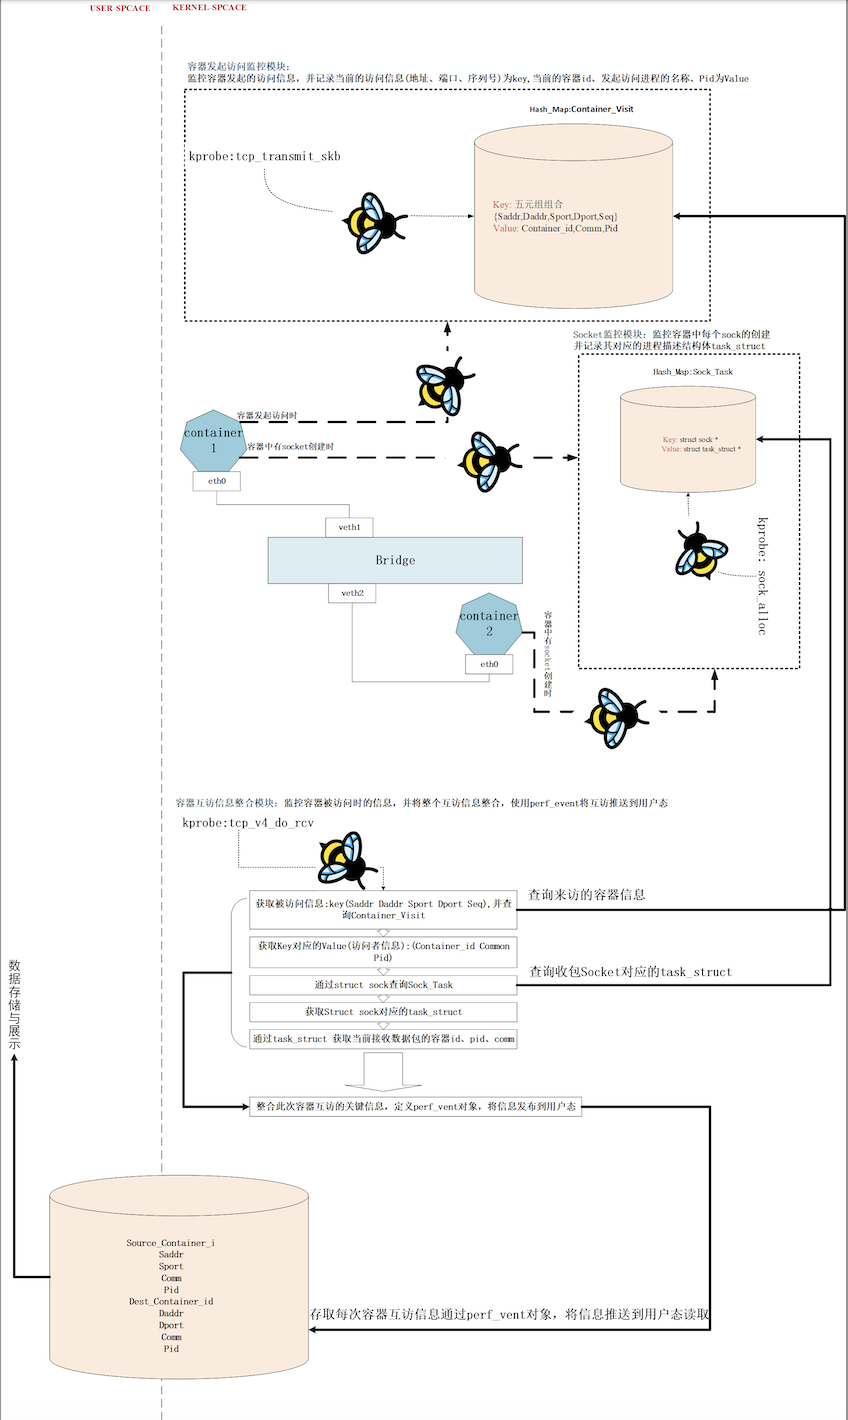 USER-SPCACE
KERNEL-SPCACE
容器发起访问监控模块:
监控容器发起的访问信息，并记录当前的访问信息(地址、端口、序列号)为key,当前的容器id、发起访问进程的名称、Pid为Value
Hash_Map:Container_Visit
kprobe:tcp_transmit_skb
Key: 五元组组合
{Saddr,Daddr,Sport,Dport,Seq}
Value: Container_id,Comm,Pid
Socket监控模块: 监控容器中每个sock的创建
并记录其对应的进程描述结构体task_struct
Hash_Map:Sock_Task
Key: struct sock *
Value: struct task_struct *
kprobe: sock_alloc
容器发起访问时
container
1
容器中有socket创建时
eth0
veth1
Bridge
veth2
container
2
eth0
容器中有socket创建时
容器互访信息整合模块: 监控容器被访问时的信息，并将整个互访信息整合，使用perf_event将互访推送到用户态
kprobe:tcp_v4_do_rcv
获取被访问信息:key(Saddr Daddr Sport Dport Seq),并查
询Container_Visit
查询来访的容器信息
获取Key对应的Value(访问者信息):(Container_id Common
Pid)
通过struct sock查询Sock_Task
查询收包Socket对应的task_struct
获取Struct sock对应的task_struct
通过task_struct 获取当前接收数据包的容器id、pid、comm
整合此次容器互访的关键信息，定义perf_vent对象，将信息发布到用户态
数据存储与展示
Source_Container_i
Saddr
Sport
Comm
Pid
Dest_Container_id
Daddr
Dport
Comm
Pid
存取每次容器互访信息通过perf_vent对象，将信息推送到用户态读取